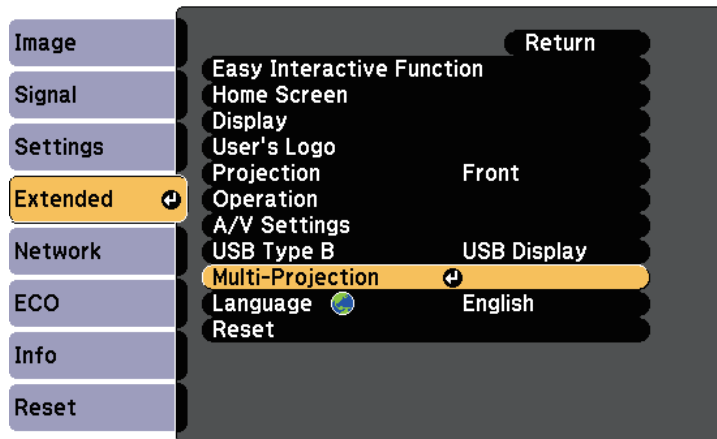 Image
Signal
Settings
Extended
Network
ECO
Info
Reset
Return
Easy Interactive Function
Home Screen
Display
User's Logo
Projection Front
Operation
A/V Settings
USB Type B USB Display
Multi-Projection
Language English
Reset